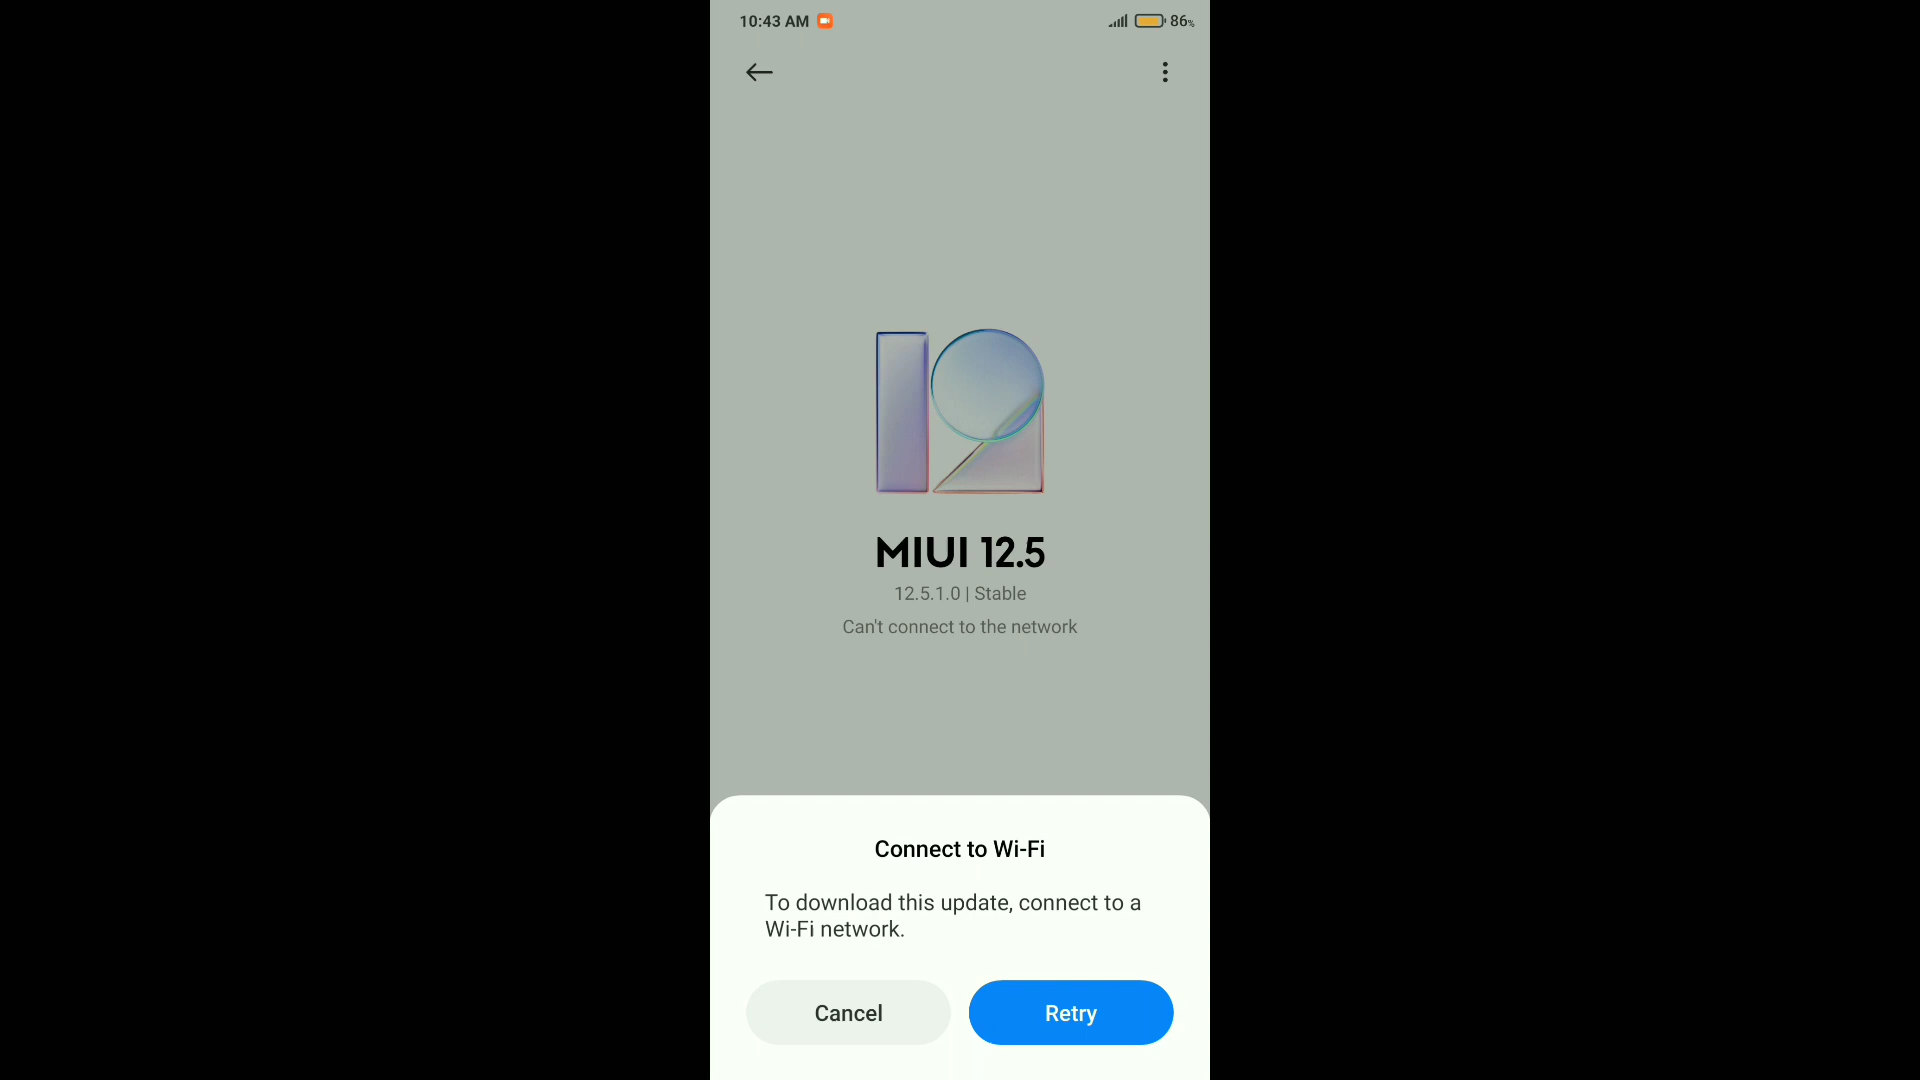 10:43 AM 86%
MIUI 12.5
12.5.1.0 | Stable
Can't connect to the network
Connect to Wi-Fi
To download this update, connect to a
Wi-Fi network.
Cancel Retry